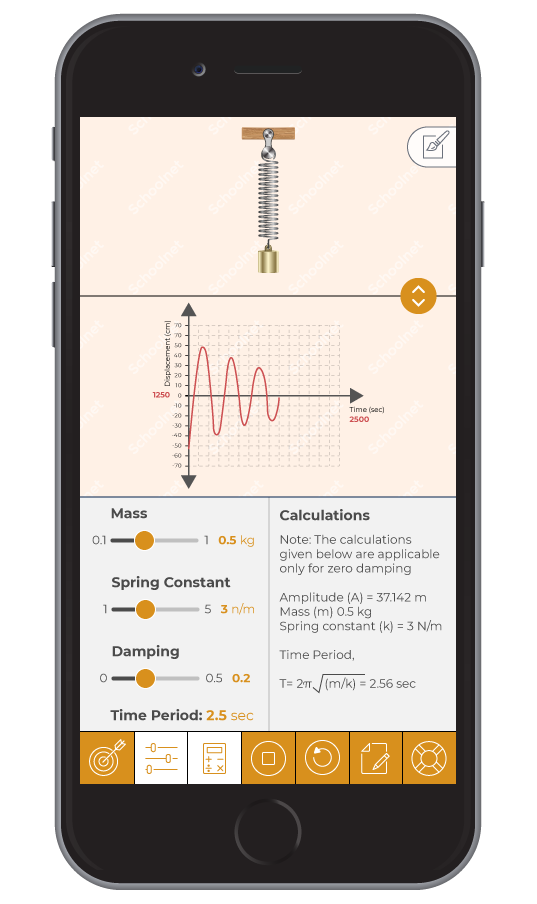 Schoolnet
Displacement (cm)
70
60
50
40
30
20
10
0
-10
-20
-30
-40
-50
-60
-70
1250
Time (sec)
2500
Mass
0.1 1 0.5 kg
Spring Constant
1 5 3 n/m
Damping
0 0.5 0.2
Time Period: 2.5 sec
Calculations
Note: The calculations
given below are applicable
only for zero damping
Amplitude (A) = 37.142 m
Mass (m) 0.5 kg
Spring constant (k) = 3 N/m
Time Period,
T= 2π√(m/k) = 2.56 sec